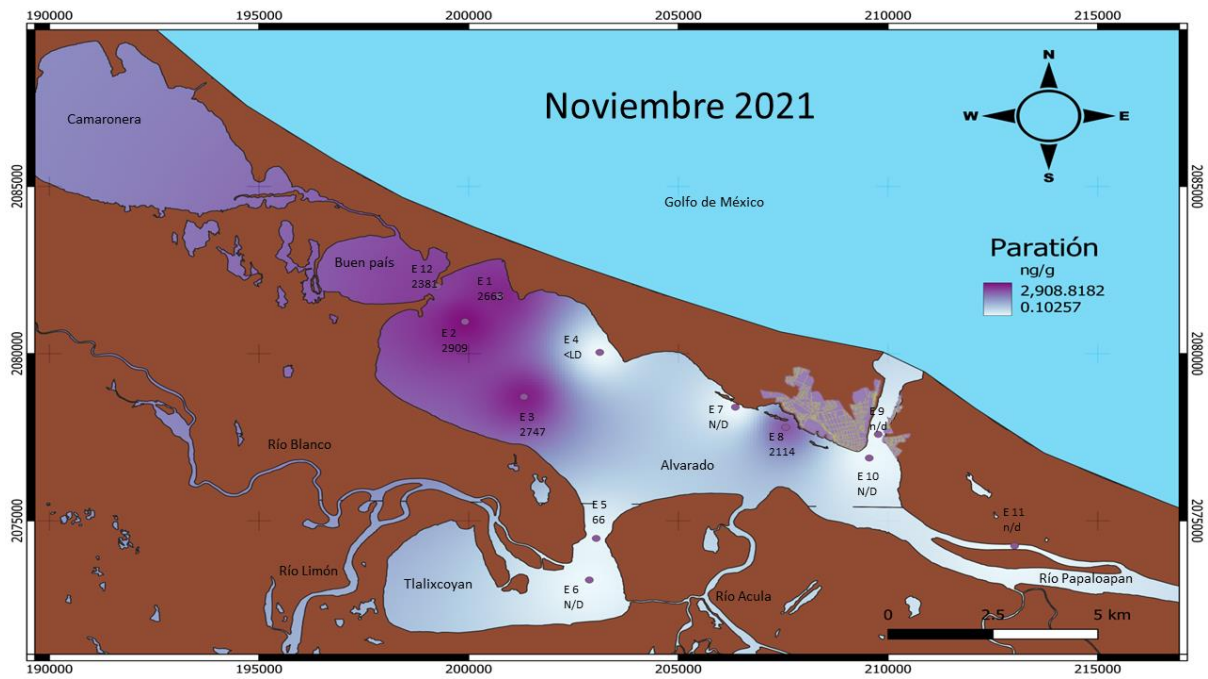 190000 195000 200000 205000 210000 215000
Noviembre 2021
N
W E
S
Camaronera
2085000
2085000
Golfo de México
Paratión
ng/g
2,908.8182
0.10257
Buen país
E 12
2381
E 1
2663
E 2
2909
E 4
<LD
2080000
2080000
E 3
2747
E 7
N/D
E 8
2114
E 9
n/d
Río Blanco
Alvarado
E 10
N/D
E 5
66
E 11
n/d
2075000
2075000
Río Limón
Tlalixcoyan
E 6
N/D
Río Acula
Río Papaloapan
0 2.5 5 km
190000 195000 200000 205000 210000 215000